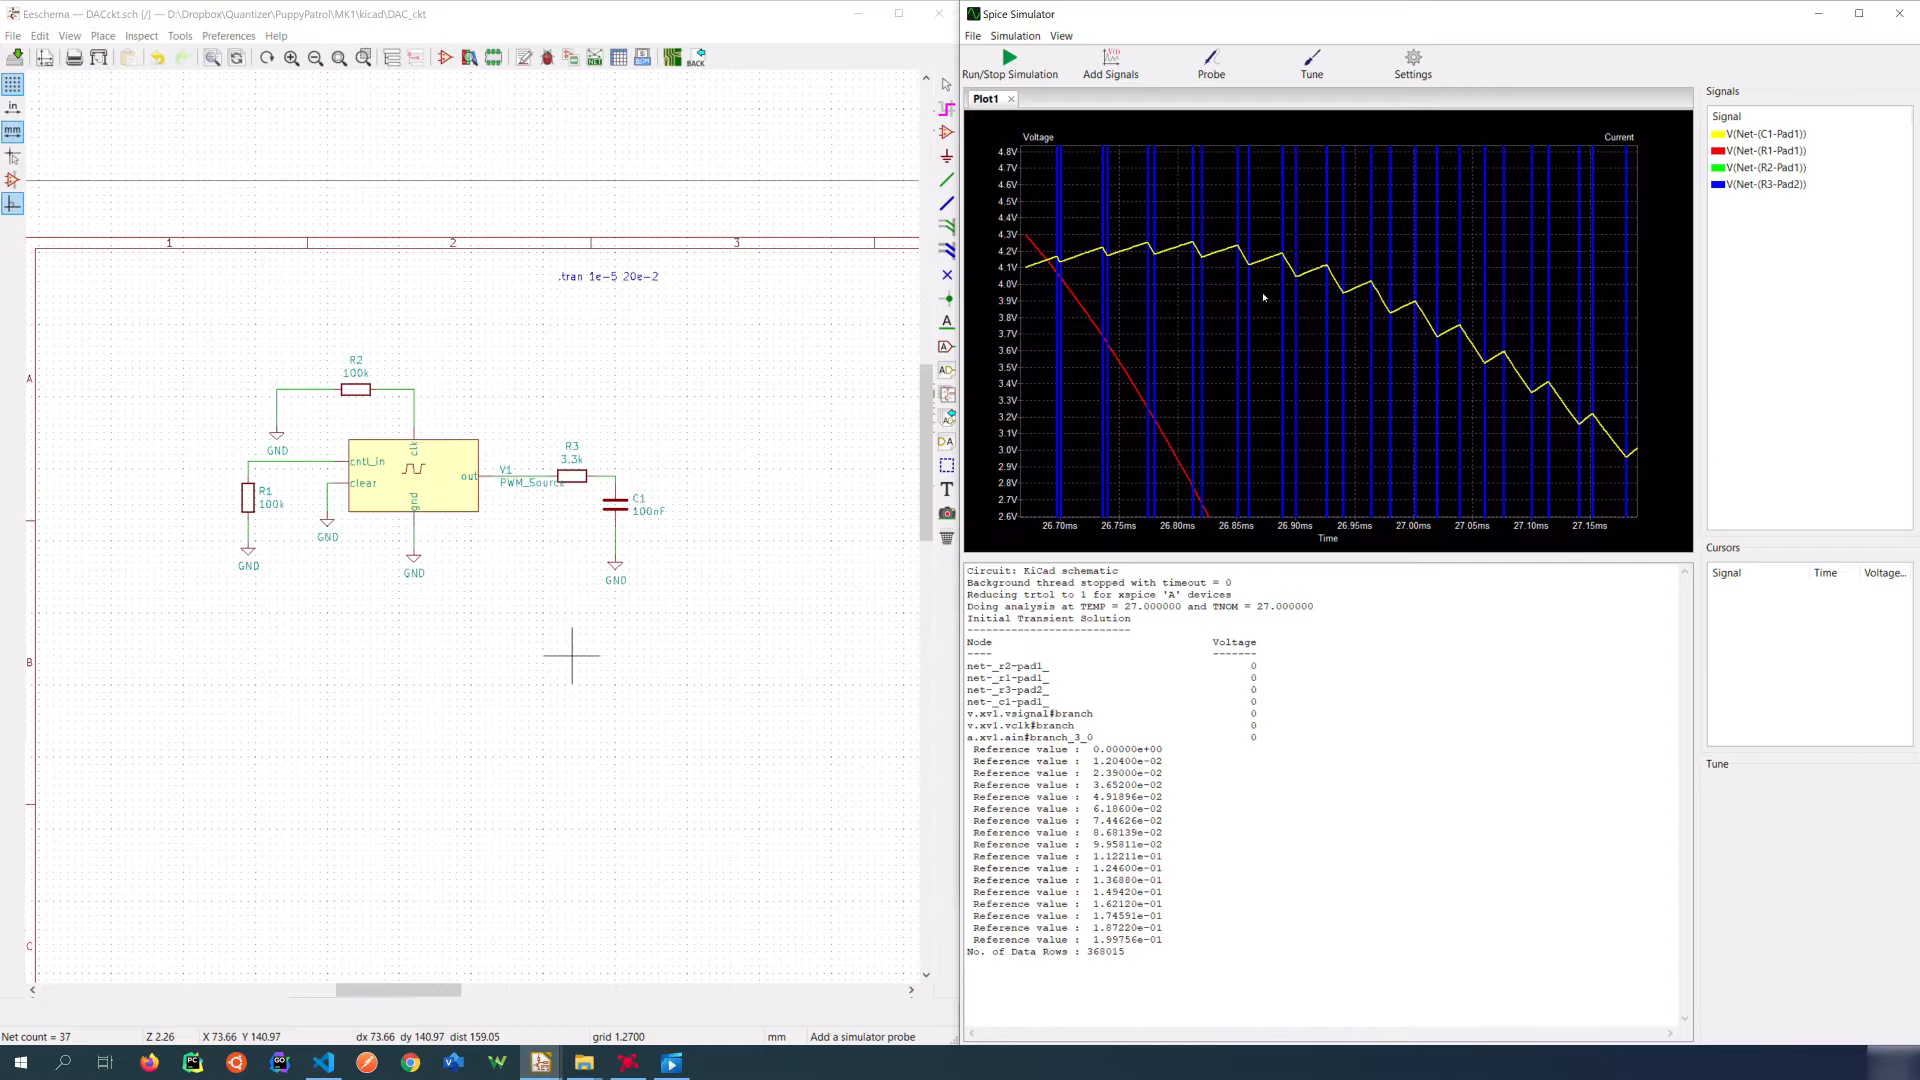 Eeschema — DACckt.sch [/] — D:\Dropbox\Quantizer\PuppyPatrol\MK1\kicad\DAC_ckt
File Edit View Place Inspect Tools Preferences Help
BACK
in
mm
1 2 3
.tran 1e-5 20e-2
A
B
C
R2
100k
GND
cntl_in
clear
clk
gnd
out
R1
100k
GND
GND
GND
V1
PWM_Source
R3
3.3k
C1
100nF
GND
Net count = 37 Z 2.26 X 73.66 Y 140.97 dx 73.66 dy 140.97 dist 159.05 grid 1.2700 mm Add a simulator probe
Spice Simulator
File Simulation View
Run/Stop Simulation Add Signals Probe Tune Settings
Plot1
Voltage Current
4.8V
4.7V
4.6V
4.5V
4.4V
4.3V
4.2V
4.1V
4.0V
3.9V
3.8V
3.7V
3.6V
3.5V
3.4V
3.3V
3.2V
3.1V
3.0V
2.9V
2.8V
2.7V
2.6V
26.70ms 26.75ms 26.80ms 26.85ms 26.90ms 26.95ms 27.00ms 27.05ms 27.10ms 27.15ms
Time
Signals
Signal
V(Net-(C1-Pad1))
V(Net-(R1-Pad1))
V(Net-(R2-Pad1))
V(Net-(R3-Pad2))
Cursors
Signal Time Voltage...
Tune
Circuit: KiCad schematic
Background thread stopped with timeout = 0
Reducing trtol to 1 for xspice 'A' devices
Doing analysis at TEMP = 27.000000 and TNOM = 27.000000
Initial Transient Solution
--------------------------
Node Voltage
---- -------
net-_r2-pad1_ 0
net-_r1-pad1_ 0
net-_r3-pad2_ 0
net-_c1-pad1_ 0
v.xv1.vsignal#branch 0
v.xv1.vclk#branch 0
a.xv1.ain#branch_3_0 0
Reference value : 0.00000e+00
Reference value : 1.20400e-02
Reference value : 2.39000e-02
Reference value : 3.65200e-02
Reference value : 4.91896e-02
Reference value : 6.18600e-02
Reference value : 7.44626e-02
Reference value : 8.68139e-02
Reference value : 9.95811e-02
Reference value : 1.12211e-01
Reference value : 1.24600e-01
Reference value : 1.36880e-01
Reference value : 1.49420e-01
Reference value : 1.62120e-01
Reference value : 1.74591e-01
Reference value : 1.87220e-01
Reference value : 1.99756e-01
No. of Data Rows : 368015